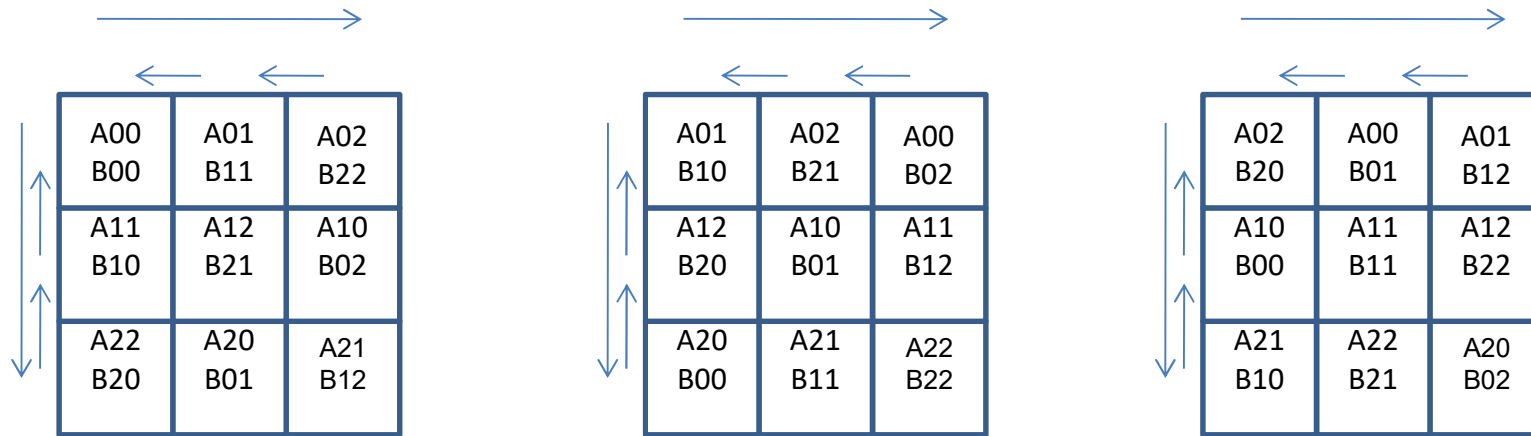 A00 A01 A02
B00 B11 B22
A11 A12 A10
B10 B21 B02
A22 A20 A21
B20 B01 B12
A01 A02 A00
B10 B21 B02
A12 A10 A11
B20 B01 B12
A20 A21 A22
B00 B11 B22
A02 A00 A01
B20 B01 B12
A10 A11 A12
B00 B11 B22
A21 A22 A20
B10 B21 B02